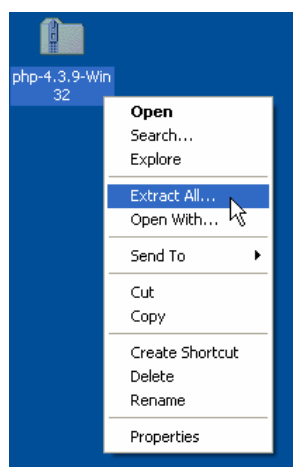 php-4.3.9-Win
32
Open
Search...
Explore
Extract All...
Open With...
Send To
Cut
Copy
Create Shortcut
Delete
Rename
Properties